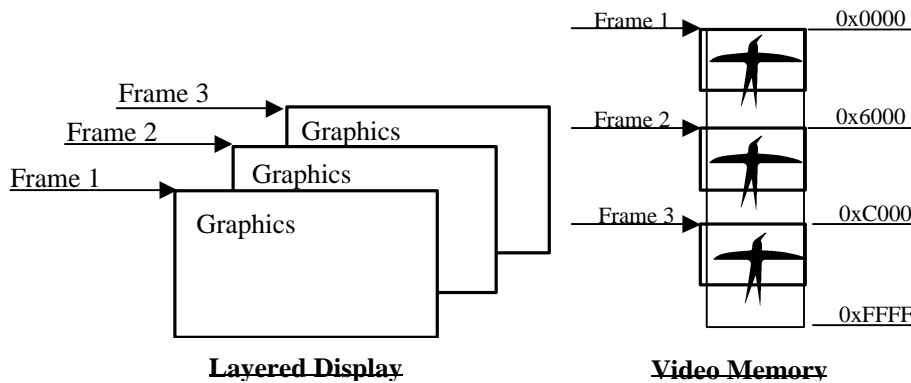 Frame 3
Graphics
Frame 2
Graphics
Frame 1
Graphics
Layered Display
Frame 1
0x0000
Frame 2
0x6000
Frame 3
0xC000
0xFFFF
Video Memory